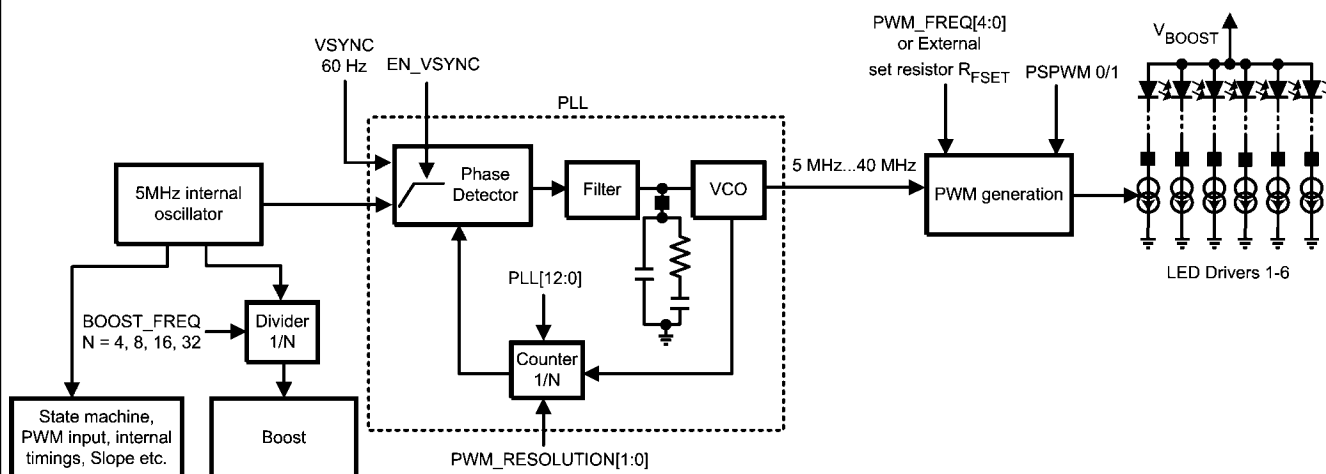 VSYNC
60 Hz
EN_VSYNC
PWM_FREQ[4:0]
or External
set resistor RFSET
PSPWM 0/1
VBOOST
PLL
5MHz internal
oscillator
Phase
Detector
Filter
VCO
5 MHz...40 MHz
PWM generation
LED Drivers 1-6
PLL[12:0]
BOOST_FREQ
N = 4, 8, 16, 32
Divider
1/N
Counter
1/N
State machine,
PWM input, internal
timings, Slope etc.
Boost
PWM_RESOLUTION[1:0]